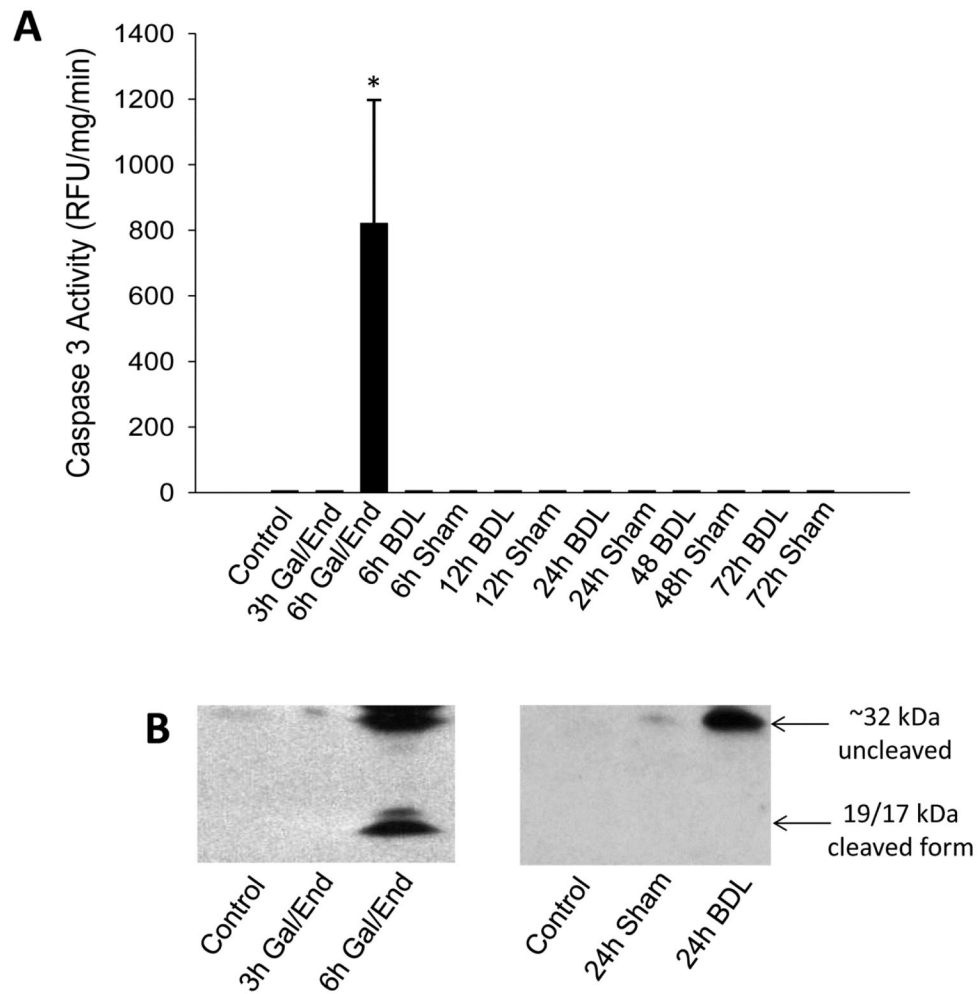 A
Caspase 3 Activity (RFU/mg/min)
1400
1200
1000
800
600
400
200
0
*
Control
3h Gal/End
6h Gal/End
6h BDL
6h Sham
12h BDL
12h Sham
24h BDL
24h Sham
48 BDL
48h Sham
72h BDL
72h Sham
B
~32 kDa
uncleaved
19/17 kDa
cleaved form
Control
3h Gal/End
6h Gal/End
Control
24h Sham
24h BDL